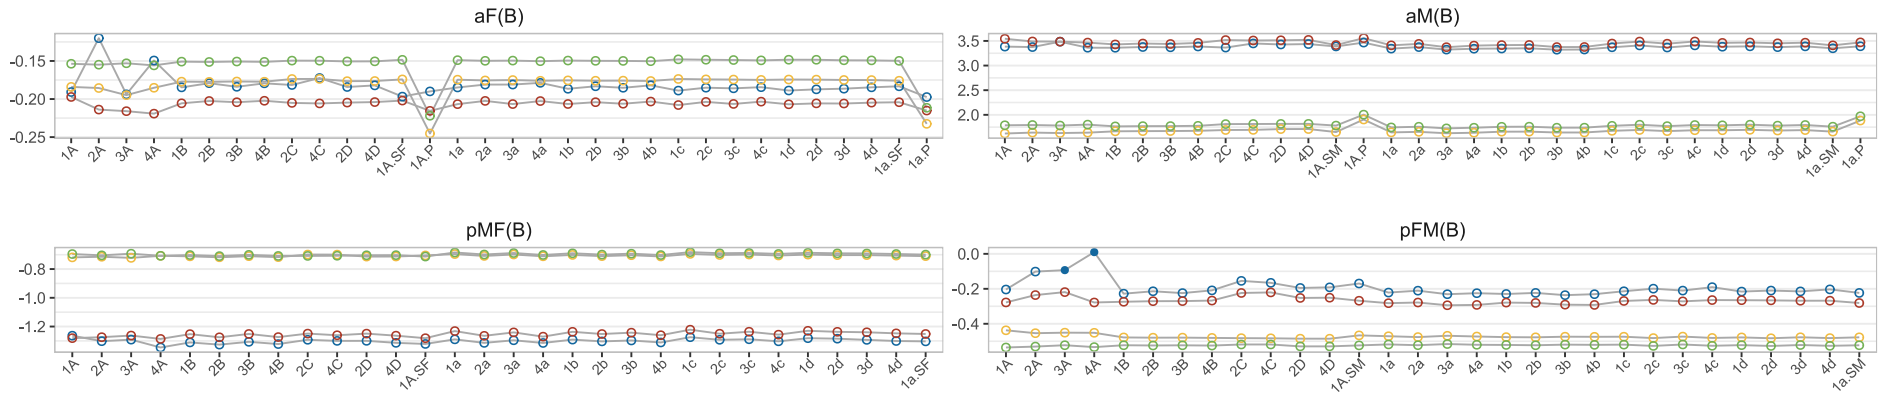 aF(B)
-0.15
-0.20
-0.25
1A 2A 3A 4A 1B 2B 3B 4B 2C 4C 2D 4D 1A.SF 1A.P 1a 2a 3a 4a 1b 2b 3b 4b 1c 2c 3c 4c 1d 2d 3d 4d 1a.SF 1a.P
aM(B)
3.5
3.0
2.5
2.0
1A 2A 3A 4A 1B 2B 3B 4B 2C 4C 2D 4D 1A.SM 1A.P 1a 2a 3a 4a 1b 2b 3b 4b 1c 2c 3c 4c 1d 2d 3d 4d 1a.SM 1a.P
pMF(B)
-0.8
-1.0
-1.2
1A 2A 3A 4A 1B 2B 3B 4B 2C 4C 2D 4D 1A.SF 1a 2a 3a 4a 1b 2b 3b 4b 1c 2c 3c 4c 1d 2d 3d 4d 1a.SF
pFM(B)
0.0
-0.2
-0.4
1A 2A 3A 4A 1B 2B 3B 4B 2C 4C 2D 4D 1A.SM 1a 2a 3a 4a 1b 2b 3b 4b 1c 2c 3c 4c 1d 2d 3d 4d 1a.SM